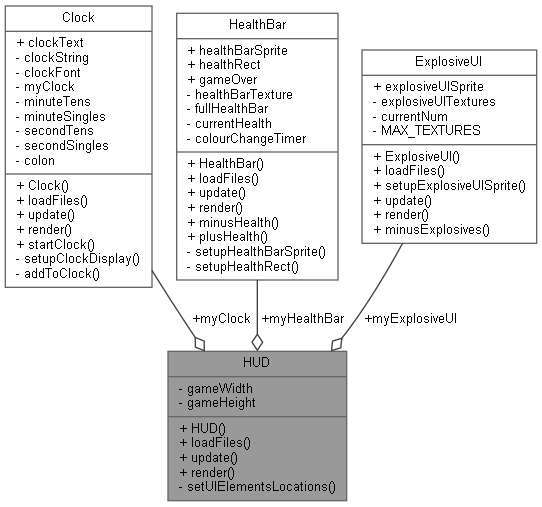 Clock
+ clockText
- clockString
- clockFont
- myClock
- minuteTens
- minuteSingles
- secondTens
- secondSingles
- colon
+ Clock()
+ loadFiles()
+ update()
+ render()
+ startClock()
- setupClockDisplay()
- addToClock()
HealthBar
+ healthBarSprite
+ healthRect
+ gameOver
- healthBarTexture
- fullHealthBar
- currentHealth
- colourChangeTimer
+ HealthBar()
+ loadFiles()
+ update()
+ render()
+ minusHealth()
+ plusHealth()
- setupHealthBarSprite()
- setupHealthRect()
ExplosiveUI
+ explosiveUISprite
- explosiveUITextures
- currentNum
- MAX_TEXTURES
+ ExplosiveUI()
+ loadFiles()
+ setupExplosiveUISprite()
+ update()
+ render()
+ minusExplosives()
+myClock
+myHealthBar
+myExplosiveUI
HUD
- gameWidth
- gameHeight
+ HUD()
+ loadFiles()
+ update()
+ render()
- setUIElementsLocations()